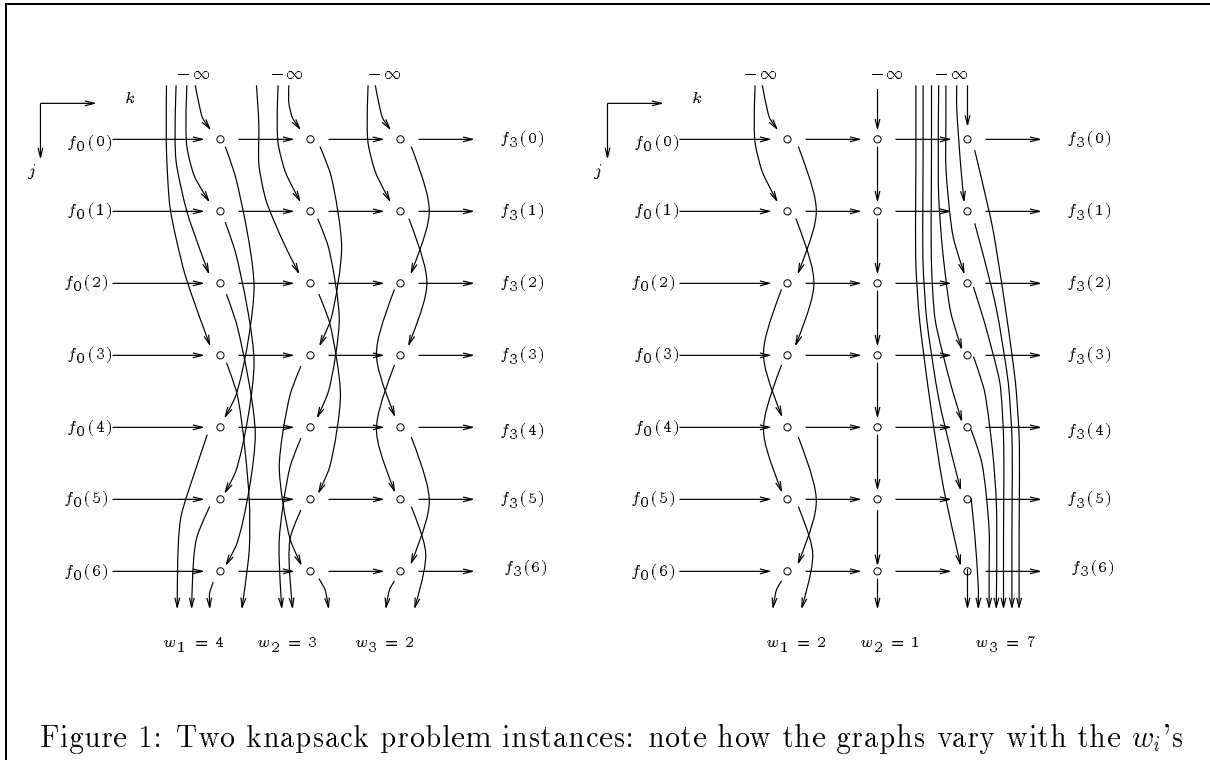 −∞ −∞ −∞ −∞ −∞ −∞
k k
f₀(0) f₃(0) f₀(0) f₃(0)
j j
f₀(1) f₃(1) f₀(1) f₃(1)
f₀(2) f₃(2) f₀(2) f₃(2)
f₀(3) f₃(3) f₀(3) f₃(3)
f₀(4) f₃(4) f₀(4) f₃(4)
f₀(5) f₃(5) f₀(5) f₃(5)
f₀(6) f₃(6) f₀(6) f₃(6)
w₁ = 4 w₂ = 3 w₃ = 2 w₁ = 2 w₂ = 1 w₃ = 7
Figure 1: Two knapsack problem instances: note how the graphs vary with the wᵢ's